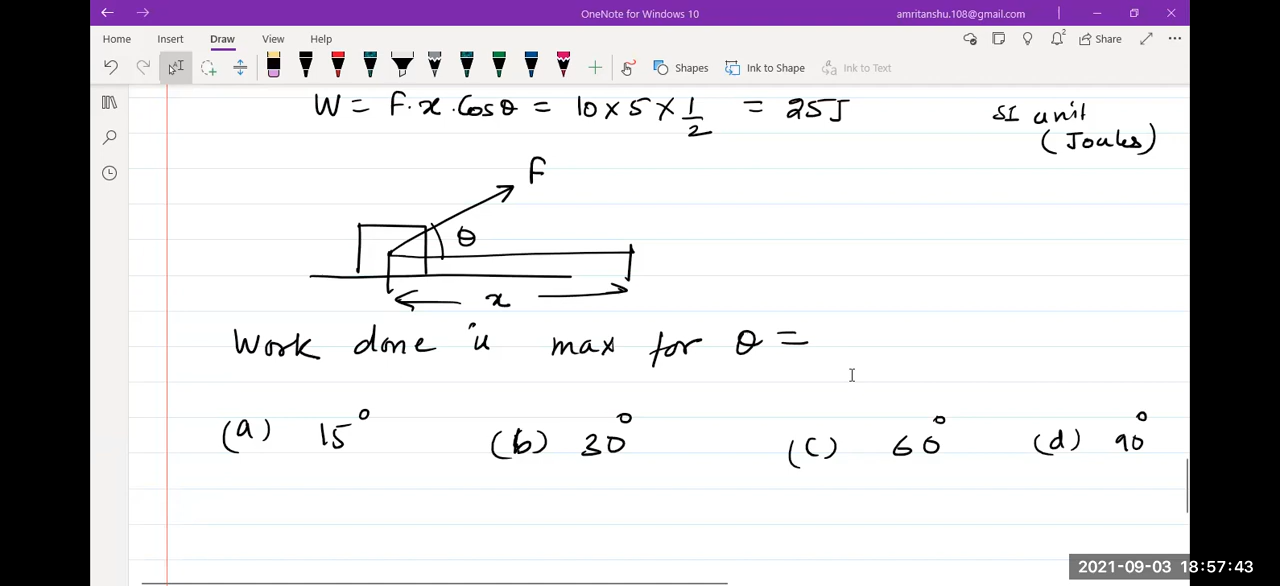 OneNote for Windows 10
amritanshu.108@gmail.com
Home Insert Draw View Help
Share
Shapes Ink to Shape Ink to Text
W = F·x·Cosθ = 10 × 5 × 1/2 = 25J
SI unit
(Joules)
F
θ
x
Work done is max for θ =
(a) 15° (b) 30° (c) 60° (d) 90°
2021-09-03 18:57:43